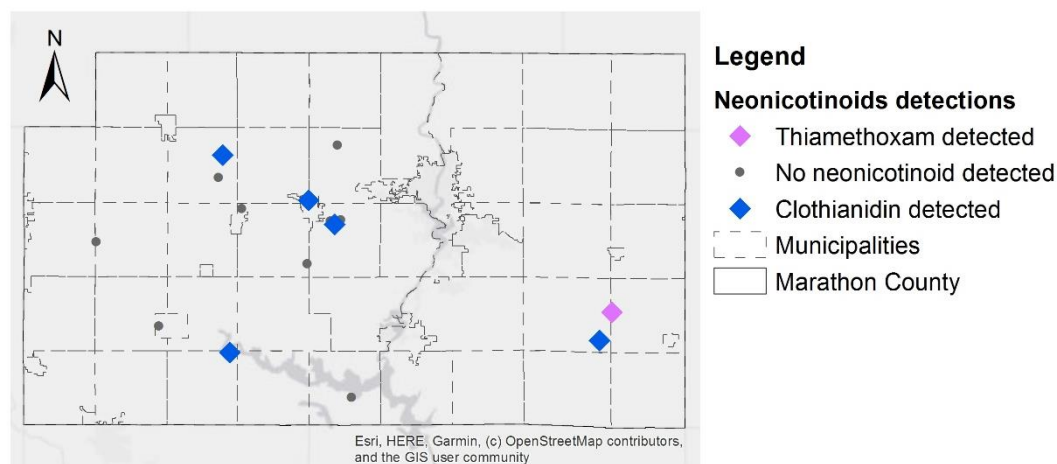 N
Legend
Neonicotinoids detections
Thiamethoxam detected
No neonicotinoid detected
Clothianidin detected
Municipalities
Marathon County
Esri, HERE, Garmin, (c) OpenStreetMap contributors,
and the GIS user community